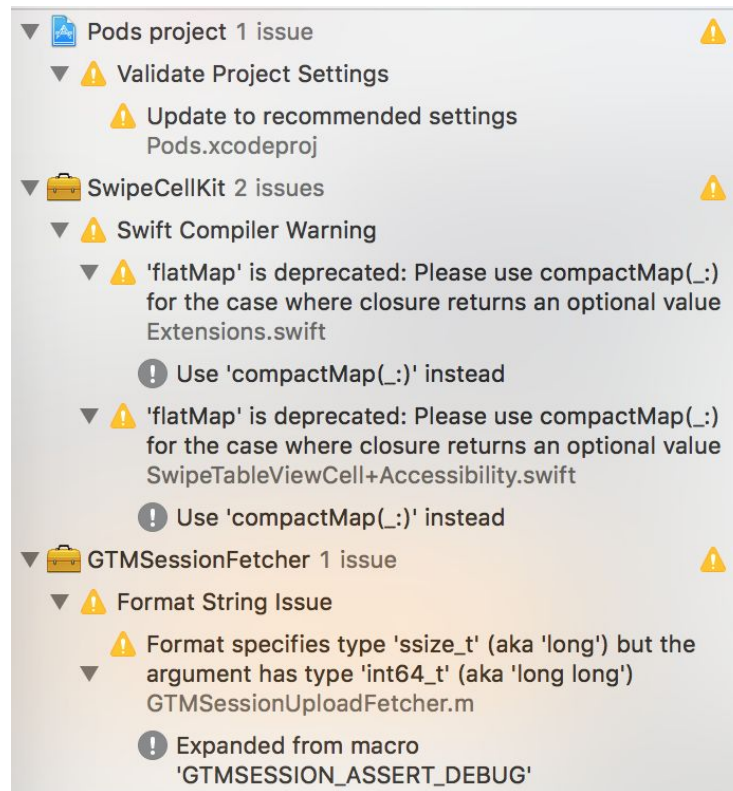 Pods project 1 issue
Validate Project Settings
Update to recommended settings
Pods.xcodeproj
SwipeCellKit 2 issues
Swift Compiler Warning
'flatMap' is deprecated: Please use compactMap(_:)
for the case where closure returns an optional value
Extensions.swift
Use 'compactMap(_:)' instead
'flatMap' is deprecated: Please use compactMap(_:)
for the case where closure returns an optional value
SwipeTableViewCell+Accessibility.swift
Use 'compactMap(_:)' instead
GTMSessionFetcher 1 issue
Format String Issue
Format specifies type 'ssize_t' (aka 'long') but the
argument has type 'int64_t' (aka 'long long')
GTMSessionUploadFetcher.m
Expanded from macro
'GTMSESSION_ASSERT_DEBUG'